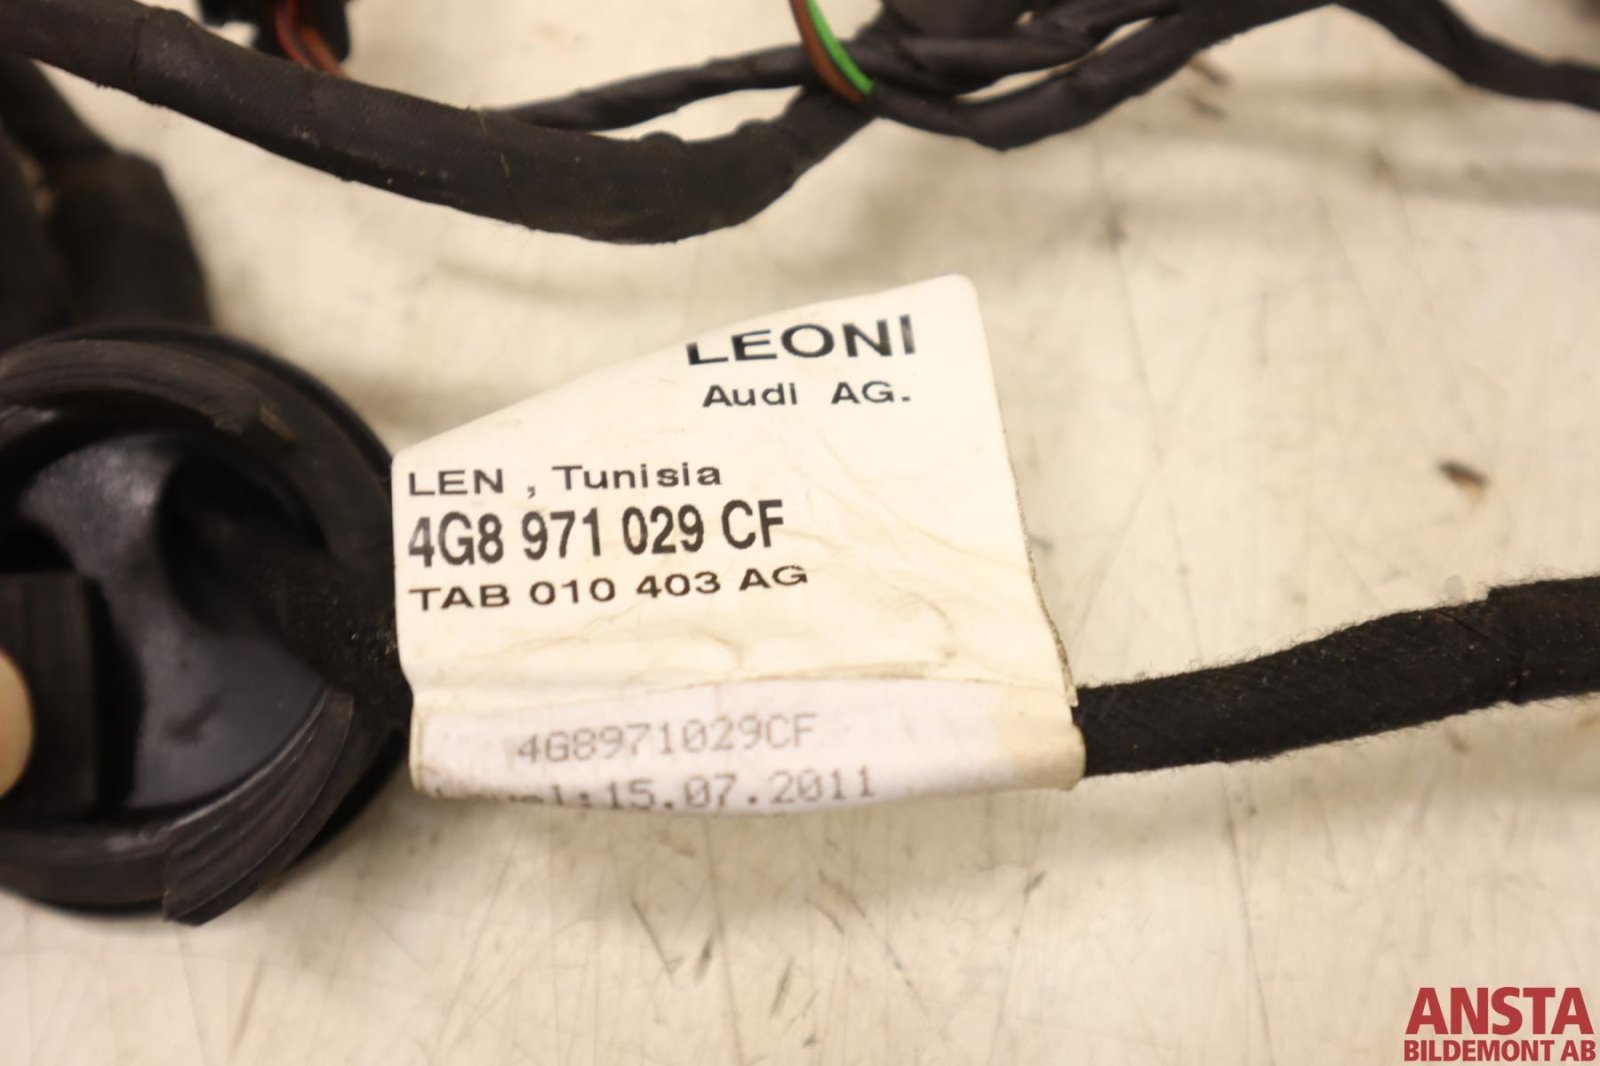 LEONI
Audi AG.
LEN , Tunisia
4G8 971 029 CF
TAB 010 403 AG
4G8971029CF
15.07.2011
ANSTA
BILDEMONT AB